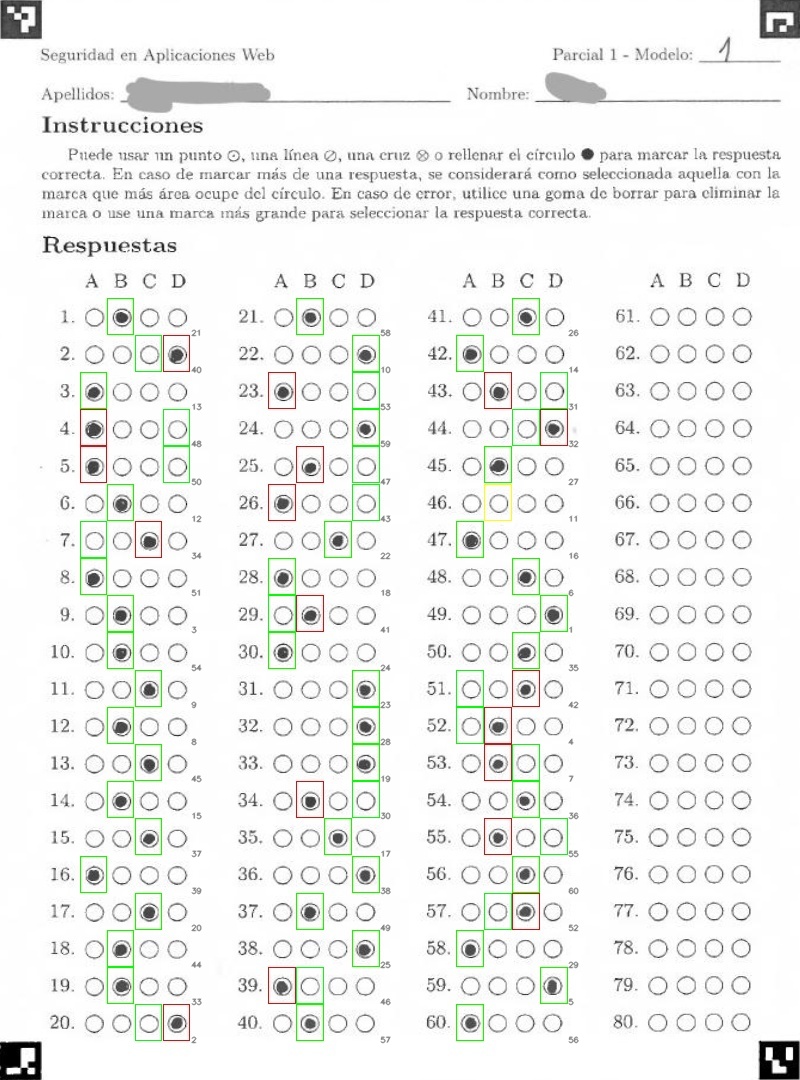 Seguridad en Aplicaciones Web Parcial 1 - Modelo: 1
Apellidos: Nombre:
Instrucciones
Puede usar un punto ⊙, una línea ⊘, una cruz ⊗ o rellenar el círculo ● para marcar la respuesta
correcta. En caso de marcar más de una respuesta, se considerará como seleccionada aquella con la
marca que más área ocupe del círculo. En caso de error, utilice una goma de borrar para eliminar la
marca o use una marca más grande para seleccionar la respuesta correcta.
Respuestas
A B C D A B C D A B C D A B C D
1. 21 21. 58 41. 26 61.
2. 40 22. 10 42. 14 62.
3. 13 23. 53 43. 31 63.
4. 48 24. 59 44. 32 64.
5. 50 25. 47 45. 27 65.
6. 12 26. 43 46. 11 66.
7. 34 27. 22 47. 16 67.
8. 51 28. 18 48. 6 68.
9. 3 29. 41 49. 1 69.
10. 54 30. 24 50. 35 70.
11. 9 31. 23 51. 42 71.
12. 8 32. 28 52. 4 72.
13. 45 33. 19 53. 7 73.
14. 15 34. 30 54. 36 74.
15. 37 35. 17 55. 55 75.
16. 39 36. 38 56. 60 76.
17. 20 37. 49 57. 52 77.
18. 44 38. 25 58. 29 78.
19. 33 39. 46 59. 5 79.
20. 2 40. 57 60. 56 80.